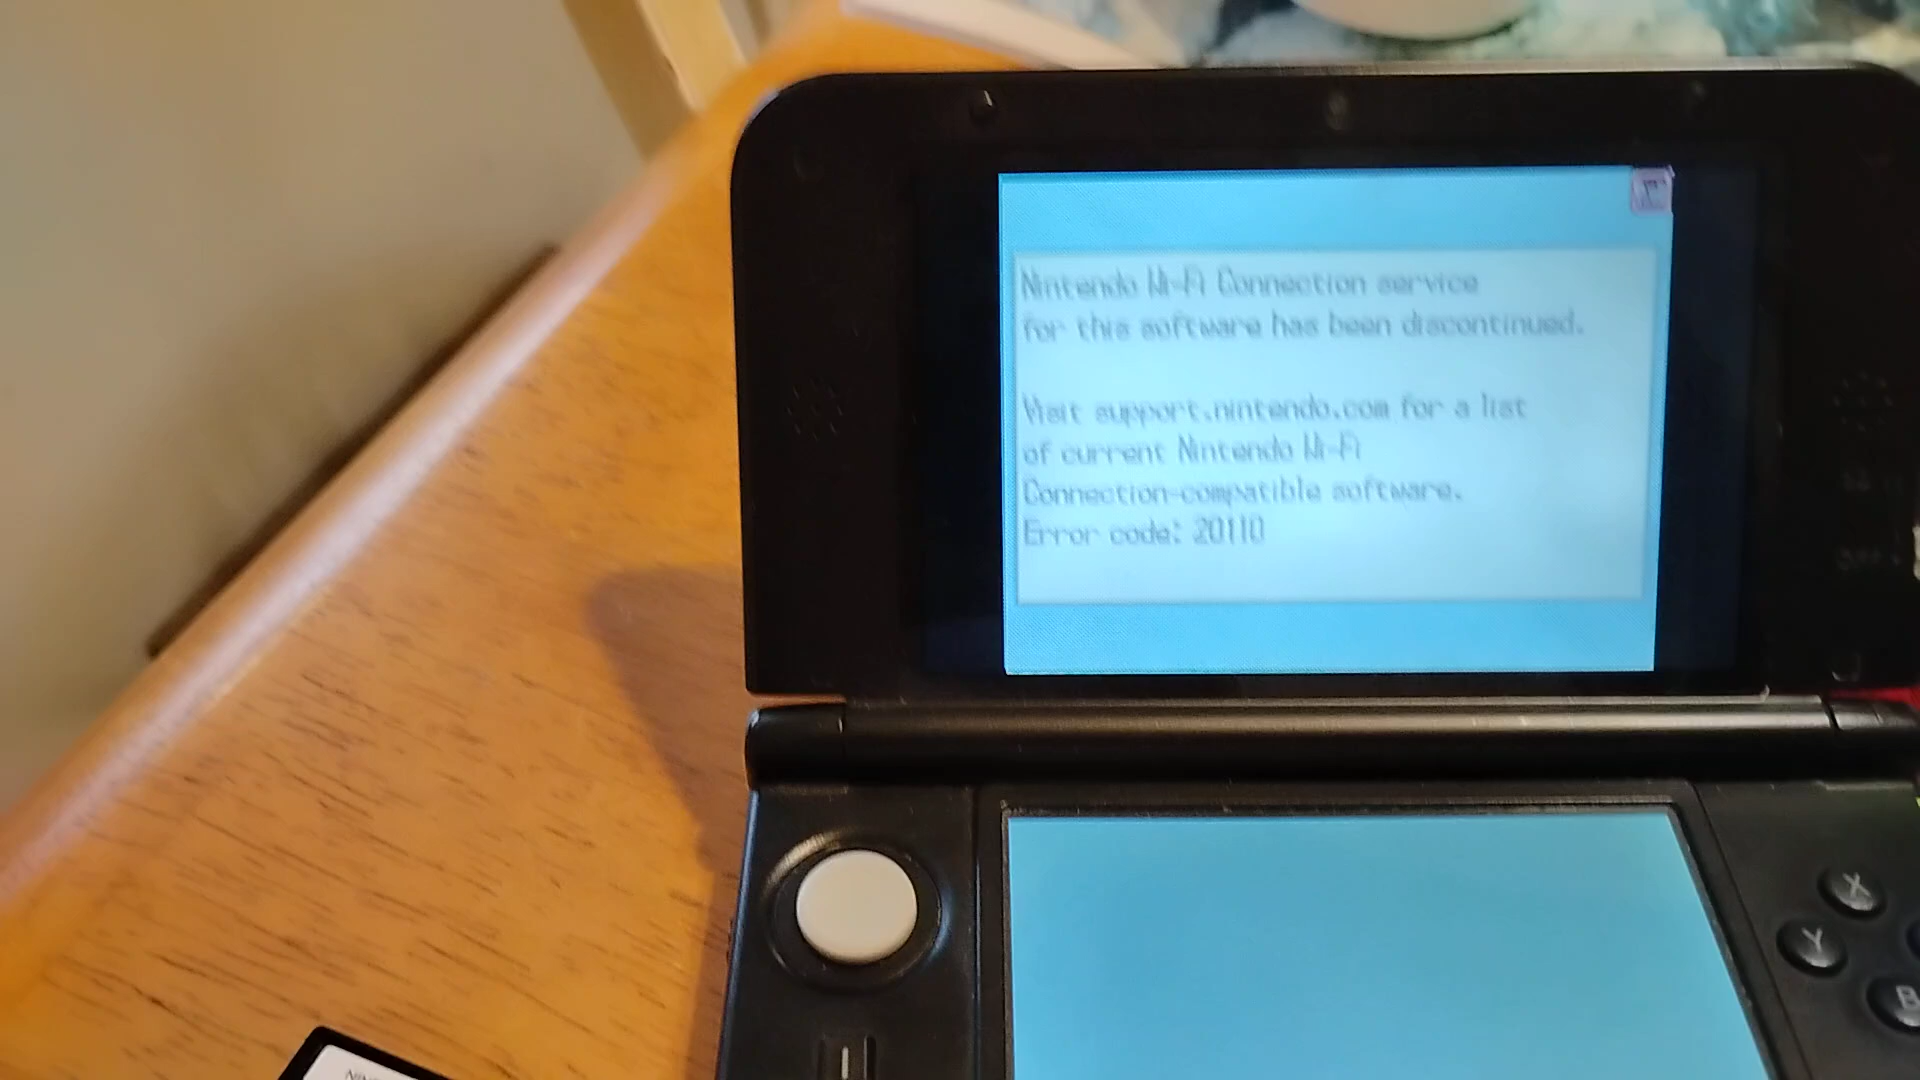 Nintendo Wi-Fi Connection service
for this software has been discontinued.
Visit support.nintendo.com for a list
of current Nintendo Wi-Fi
Connection-compatible software.
Error code: 20110
X
Y
B